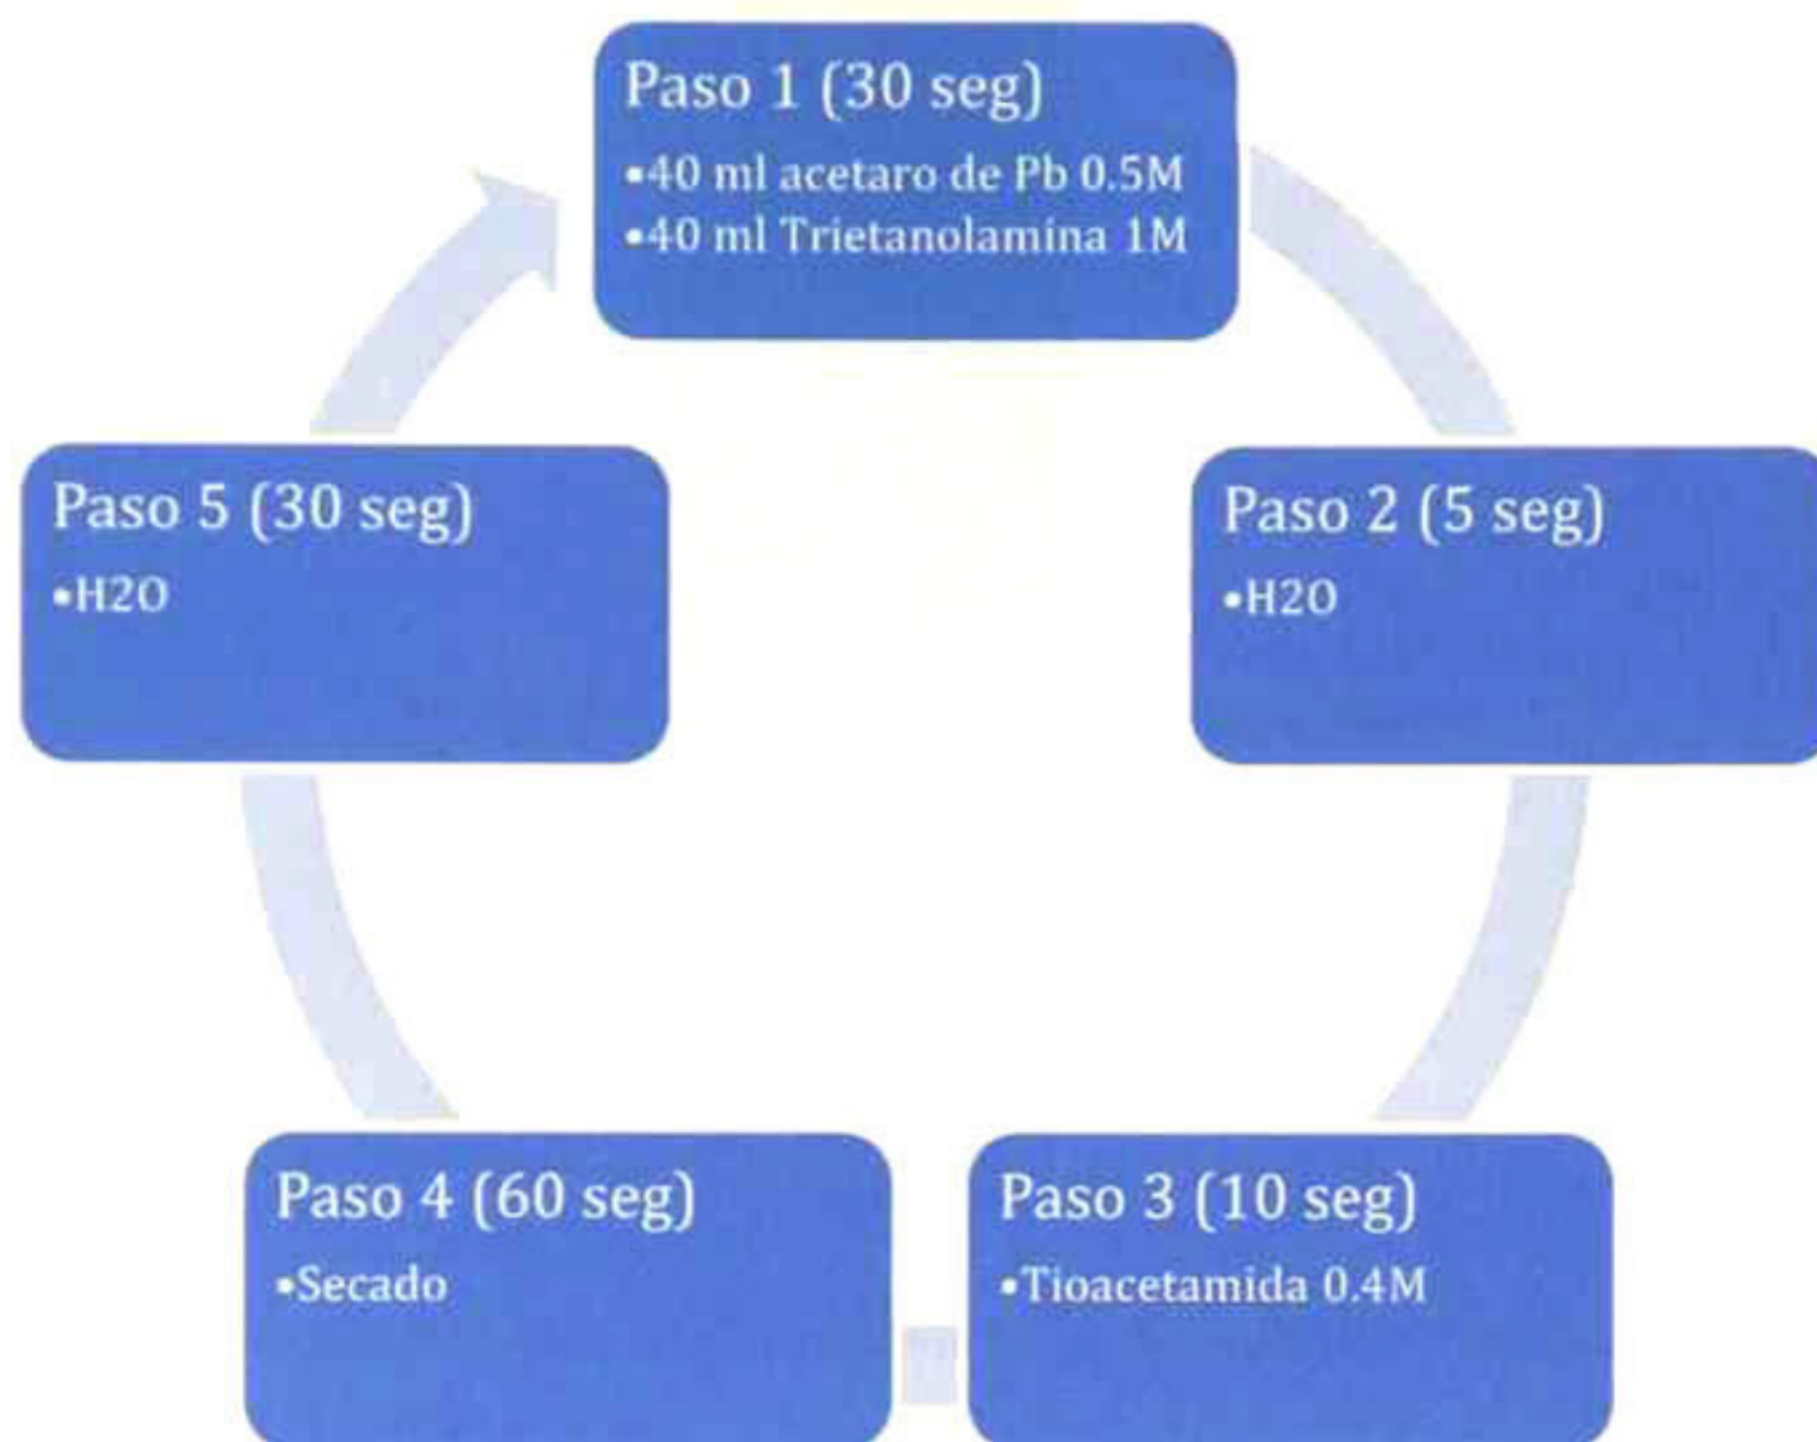 Paso 1 (30 seg)
•40 ml acetaro de Pb 0.5M
•40 ml Trietanolamina 1M
Paso 2 (5 seg)
•H2O
Paso 3 (10 seg)
•Tioacetamida 0.4M
Paso 4 (60 seg)
•Secado
Paso 5 (30 seg)
•H2O